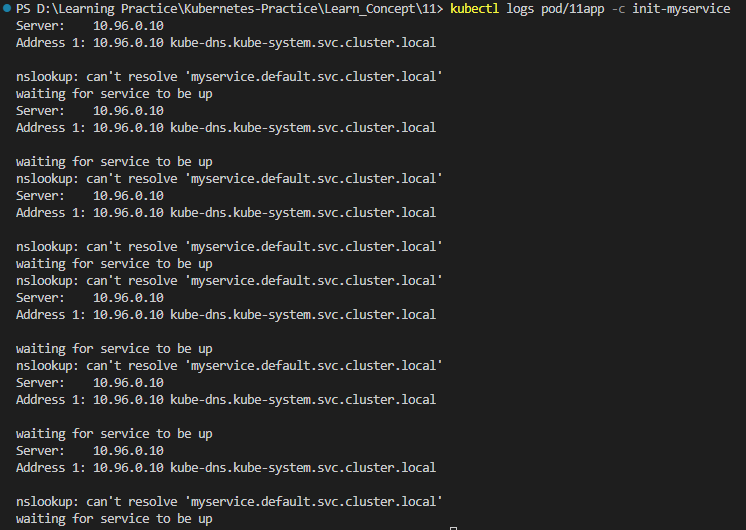 PS D:\Learning Practice\Kubernetes-Practice\Learn_Concept\11> kubectl logs pod/11app -c init-myservice
Server:    10.96.0.10
Address 1: 10.96.0.10 kube-dns.kube-system.svc.cluster.local

nslookup: can't resolve 'myservice.default.svc.cluster.local'
waiting for service to be up
Server:    10.96.0.10
Address 1: 10.96.0.10 kube-dns.kube-system.svc.cluster.local

waiting for service to be up
nslookup: can't resolve 'myservice.default.svc.cluster.local'
Server:    10.96.0.10
Address 1: 10.96.0.10 kube-dns.kube-system.svc.cluster.local

nslookup: can't resolve 'myservice.default.svc.cluster.local'
waiting for service to be up
nslookup: can't resolve 'myservice.default.svc.cluster.local'
Server:    10.96.0.10
Address 1: 10.96.0.10 kube-dns.kube-system.svc.cluster.local

waiting for service to be up
nslookup: can't resolve 'myservice.default.svc.cluster.local'
Server:    10.96.0.10
Address 1: 10.96.0.10 kube-dns.kube-system.svc.cluster.local

waiting for service to be up
Server:    10.96.0.10
Address 1: 10.96.0.10 kube-dns.kube-system.svc.cluster.local

nslookup: can't resolve 'myservice.default.svc.cluster.local'
waiting for service to be up